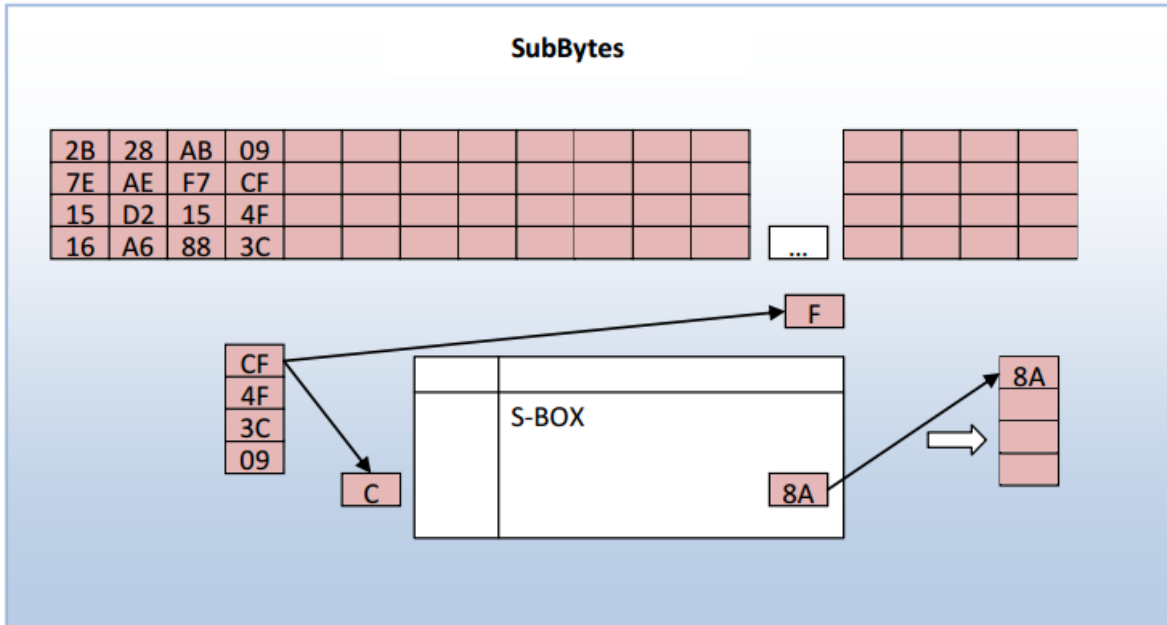 SubBytes
2B 28 AB 09
7E AE F7 CF
15 D2 15 4F
16 A6 88 3C ...
F
CF 8A
4F
S-BOX
3C
09
C 8A